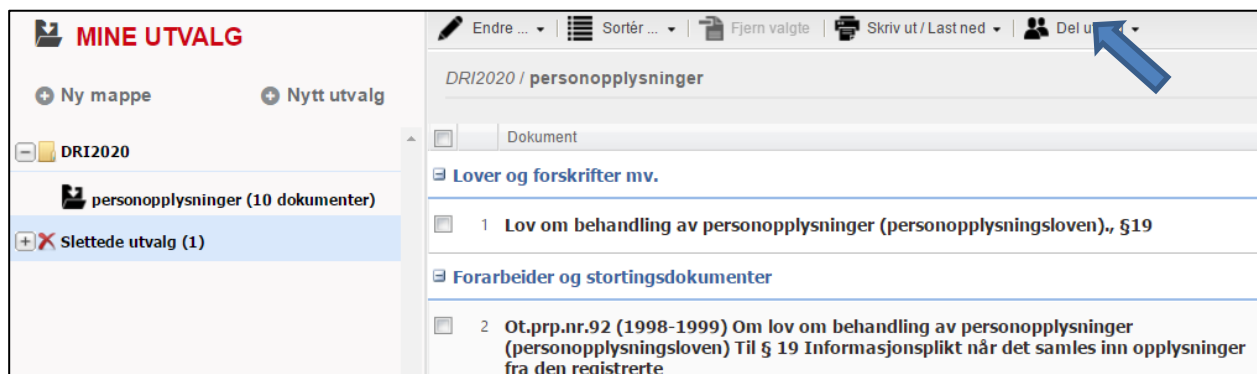 MINE UTVALG
Ny mappe Nytt utvalg
DRI2020
personopplysninger (10 dokumenter)
Slettede utvalg (1)
Endre ... Sortér ... Fjern valgte Skriv ut / Last ned Del
DRI2020 / personopplysninger
Dokument
Lover og forskrifter mv.
1 Lov om behandling av personopplysninger (personopplysningsloven)., §19
Forarbeider og stortingsdokumenter
2 Ot.prp.nr.92 (1998-1999) Om lov om behandling av personopplysninger
(personopplysningsloven) Til § 19 Informasjonsplikt når det samles inn opplysninger
fra den registrerte